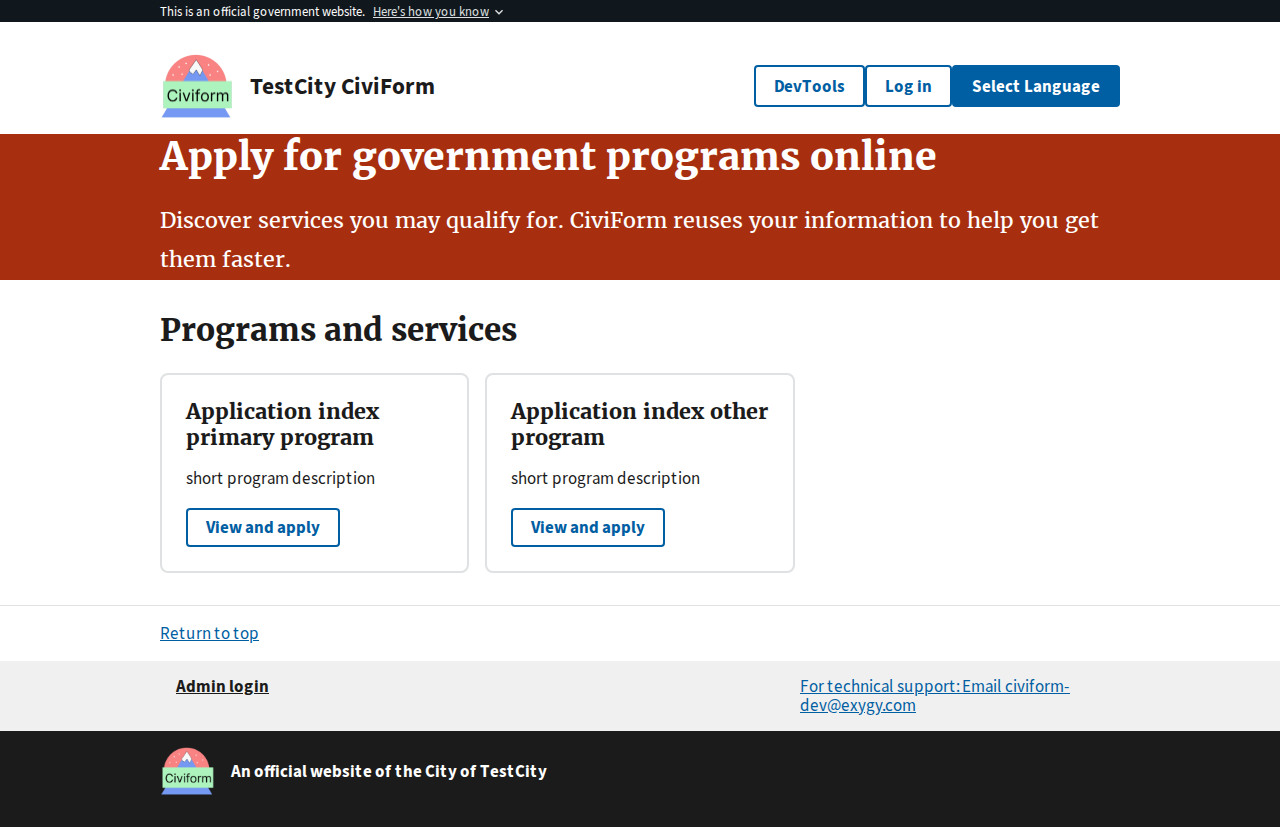 This is an official government website. Here's how you know
Civiform
TestCity CiviForm
DevTools
Log in
Select Language
Apply for government programs online
Discover services you may qualify for. CiviForm reuses your information to help you get
them faster.
Programs and services
Application index
primary program
short program description
View and apply
Application index other
program
short program description
View and apply
Return to top
Admin login
For technical support: Email civiform-
dev@exygy.com
Civiform
An official website of the City of TestCity